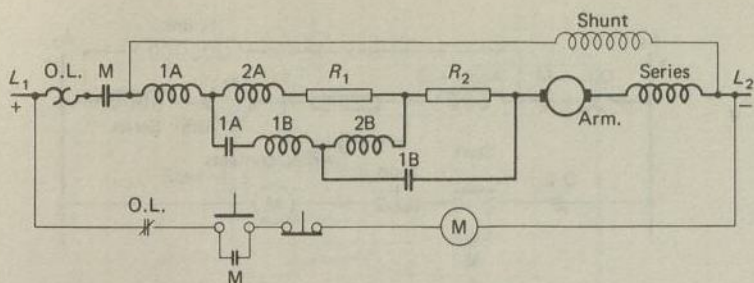 Shunt
L1 O.L. M 1A 2A R1 R2 Series L2
+ −
Arm.
1A 1B 2B
1B
O.L.
M
M